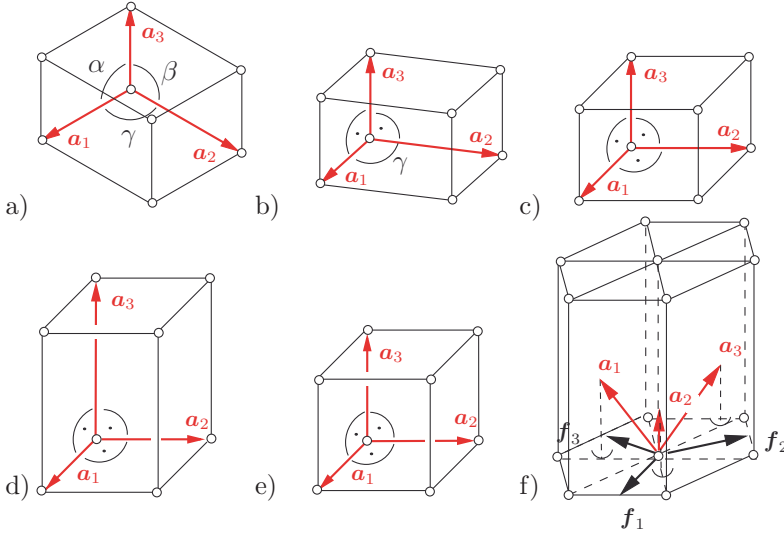 a₃
α
β
a₁
γ
a₂
a)
a₃
a₂
a₁
γ
b)
a₃
a₂
a₁
c)
a₃
a₂
a₁
d)
a₃
a₂
a₁
e)
a₁
a₃
a₂
f₃
f₂
f₁
f)